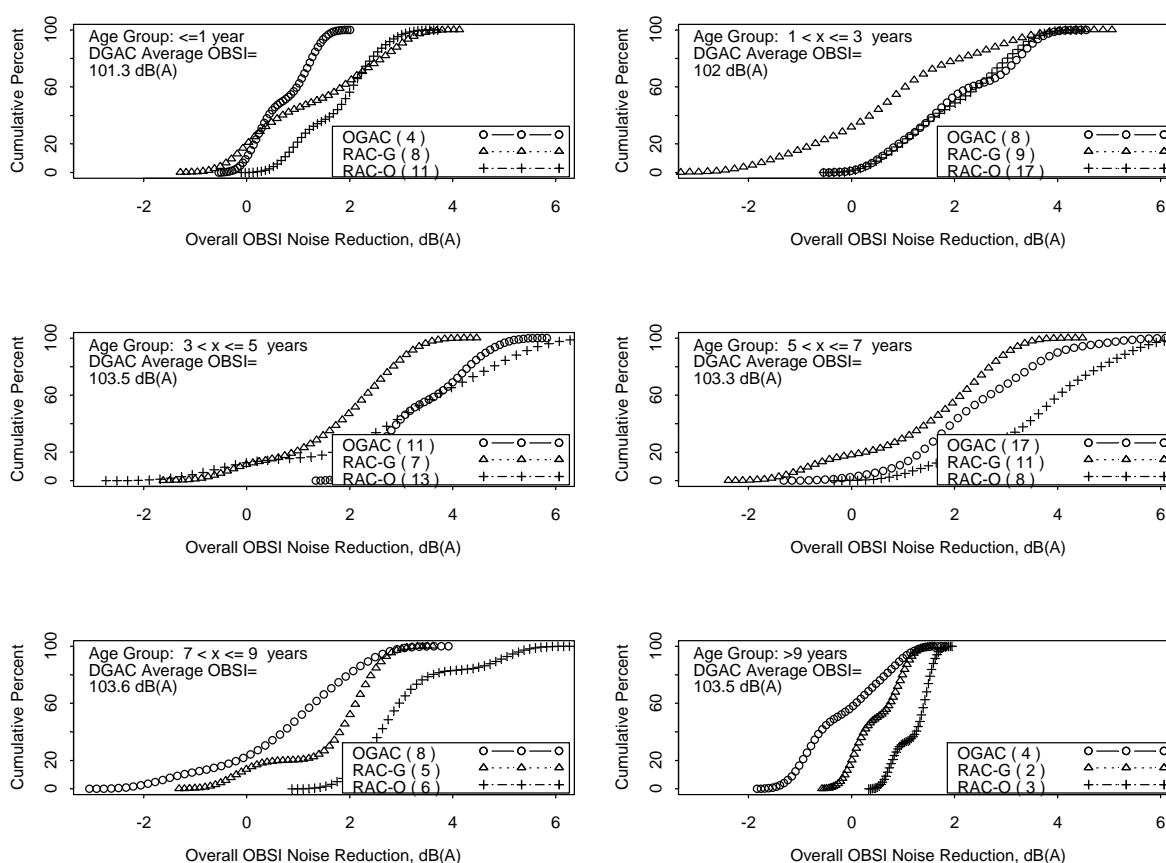 Age Group: <=1 year
DGAC Average OBSI=
101.3 dB(A)
Cumulative Percent
0 20 60 100
OGAC ( 4 )
RAC-G ( 8 )
RAC-O ( 11 )
-2 0 2 4 6
Overall OBSI Noise Reduction, dB(A)
Age Group: 1 < x <= 3 years
DGAC Average OBSI=
102 dB(A)
Cumulative Percent
0 20 60 100
OGAC ( 8 )
RAC-G ( 9 )
RAC-O ( 17 )
-2 0 2 4 6
Overall OBSI Noise Reduction, dB(A)
Age Group: 3 < x <= 5 years
DGAC Average OBSI=
103.5 dB(A)
Cumulative Percent
0 20 60 100
OGAC ( 11 )
RAC-G ( 7 )
RAC-O ( 13 )
-2 0 2 4 6
Overall OBSI Noise Reduction, dB(A)
Age Group: 5 < x <= 7 years
DGAC Average OBSI=
103.3 dB(A)
Cumulative Percent
0 20 60 100
OGAC ( 17 )
RAC-G ( 11 )
RAC-O ( 8 )
-2 0 2 4 6
Overall OBSI Noise Reduction, dB(A)
Age Group: 7 < x <= 9 years
DGAC Average OBSI=
103.6 dB(A)
Cumulative Percent
0 20 60 100
OGAC ( 8 )
RAC-G ( 5 )
RAC-O ( 6 )
-2 0 2 4 6
Overall OBSI Noise Reduction, dB(A)
Age Group: >9 years
DGAC Average OBSI=
103.5 dB(A)
Cumulative Percent
0 20 60 100
OGAC ( 4 )
RAC-G ( 2 )
RAC-O ( 3 )
-2 0 2 4 6
Overall OBSI Noise Reduction, dB(A)